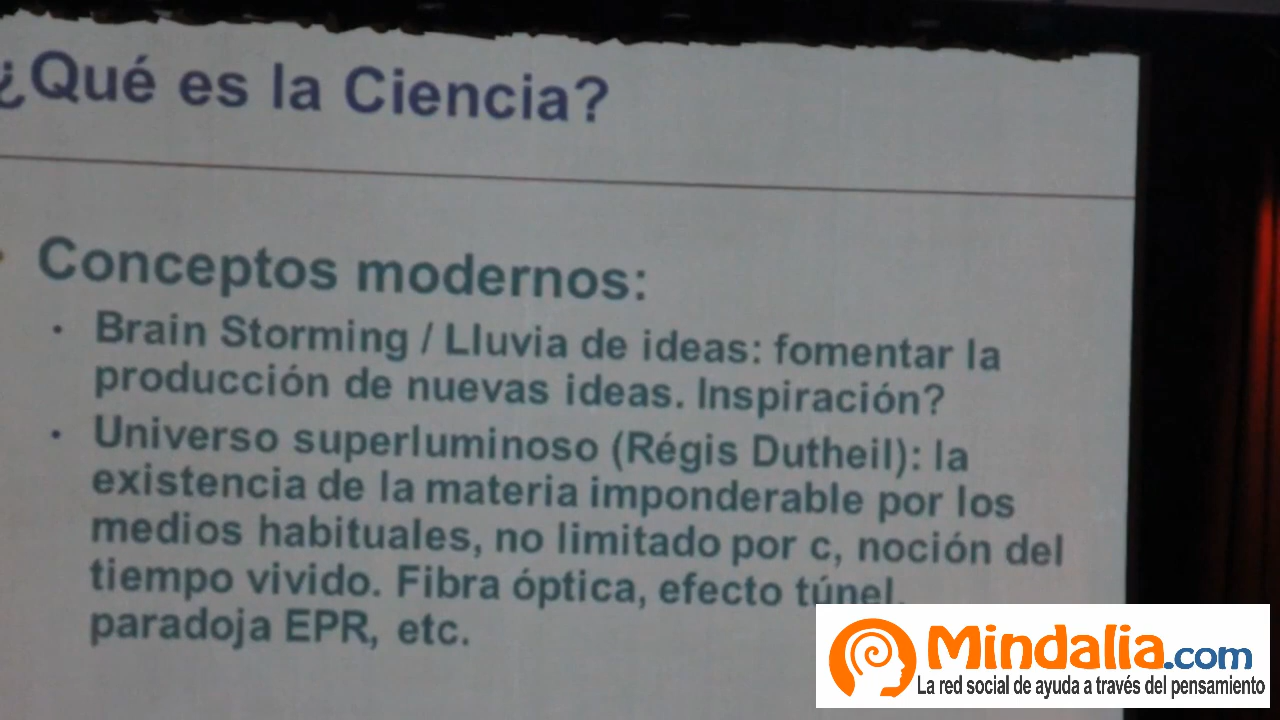 ¿Qué es la Ciencia?
Conceptos modernos:
Brain Storming / Lluvia de ideas: fomentar la
producción de nuevas ideas. Inspiración?
Universo superluminoso (Régis Dutheil): la
existencia de la materia imponderable por los
medios habituales, no limitado por c, noción del
tiempo vivido. Fibra óptica, efecto túnel,
paradoja EPR, etc.
Mindalia.com
La red social de ayuda a través del pensamiento